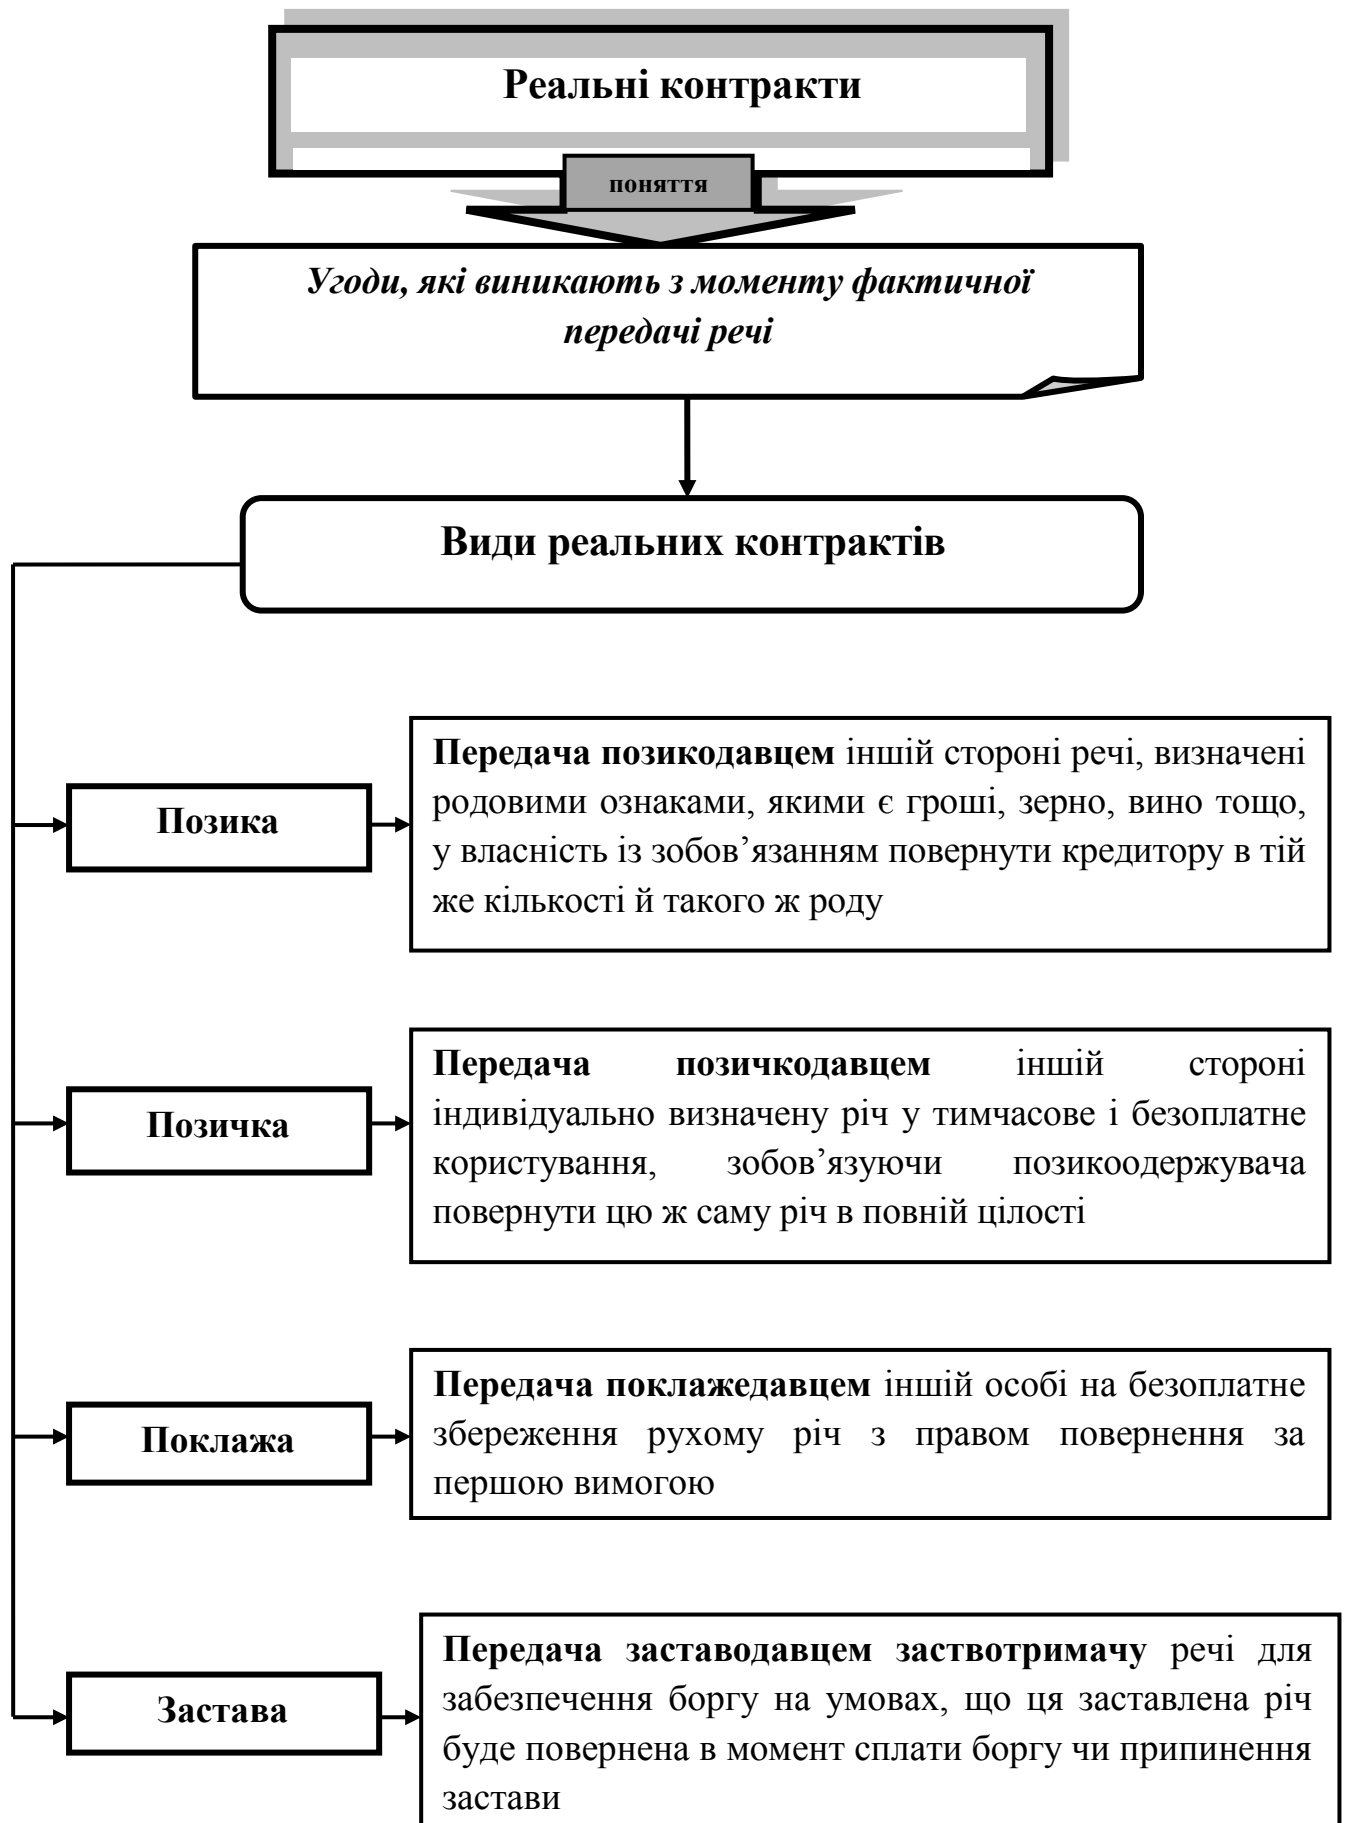 Реальні контракти
поняття
Угоди, які виникають з моменту фактичної
передачі речі
Види реальних контрактів
Позика
Передача позикодавцем іншій стороні речі, визначені
родовими ознаками, якими є гроші, зерно, вино тощо,
у власність із зобов’язанням повернути кредитору в тій
же кількості й такого ж роду
Позичка
Передача позичкодавцем іншій стороні
індивідуально визначену річ у тимчасове і безоплатне
користування, зобов’язуючи позикоодержувача
повернути цю ж саму річ в повній цілості
Поклажа
Передача поклажедавцем іншій особі на безоплатне
збереження рухому річ з правом повернення за
першою вимогою
Застава
Передача заставодавцем заствотримачу речі для
забезпечення боргу на умовах, що ця заставлена річ
буде повернена в момент сплати боргу чи припинення
застави